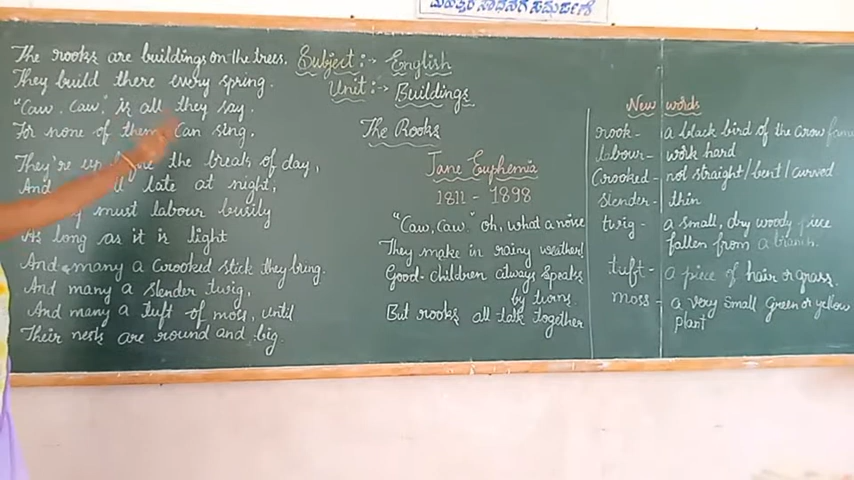 The rooks are buildings on the trees.
They build there every spring.
"Caw, caw," is all they say.
For none of them can sing.
They're up the break of day,
And late at night,
must labour busily
As long as it is light
And many a crooked stick they bring.
And many a slender twig,
And many a tuft of moss, until
Their nests are round and big.
Subject :- English
Unit :- Buildings
The Rooks
Jane Euphemia
1811 - 1898
"Caw, caw." oh, what a noise
They make in rainy weather!
Good children always speaks
by turns.
But rooks all talk together
New words
rook - a black bird of the crow
labour - work hard
Crooked - not straight/bent/curved
slender - thin
twig - a small, dry woody piece
fallen from a branch.
tuft - a piece of hair or grass.
moss - a very small green or yellow
plant